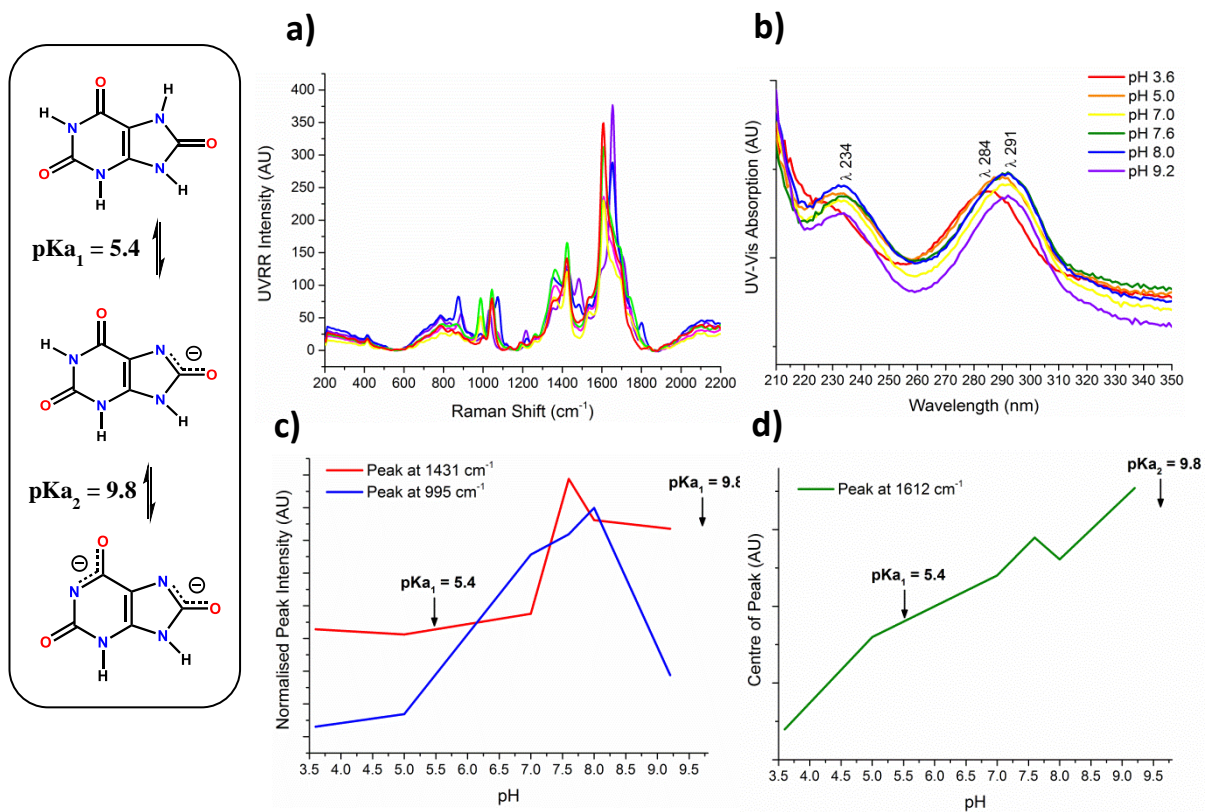 O
H
H
N
N
O
O
N
N
H
H
pKa1 = 5.4
O
H
N
N
⊖
O
O
N
N
H
H
pKa2 = 9.8
O
⊖
⊖
N
N
O
O
N
N
H
H
a)
UVRR Intensity (AU)
400
350
300
250
200
150
100
50
0
200 400 600 800 1000 1200 1400 1600 1800 2000 2200
Raman Shift (cm-1)
b)
UV-Vis Absorption (AU)
λ 234
λ 284
λ 291
pH 3.6
pH 5.0
pH 7.0
pH 7.6
pH 8.0
pH 9.2
210 220 230 240 250 260 270 280 290 300 310 320 330 340 350
Wavelength (nm)
c)
Normalised Peak Intensity (AU)
Peak at 1431 cm-1
Peak at 995 cm-1
pKa1 = 9.8
pKa1 = 5.4
3.5 4.0 4.5 5.0 5.5 6.0 6.5 7.0 7.5 8.0 8.5 9.0 9.5
pH
d)
Centre of Peak (AU)
Peak at 1612 cm-1
pKa2 = 9.8
pKa1 = 5.4
3.5 4.0 4.5 5.0 5.5 6.0 6.5 7.0 7.5 8.0 8.5 9.0 9.5
pH